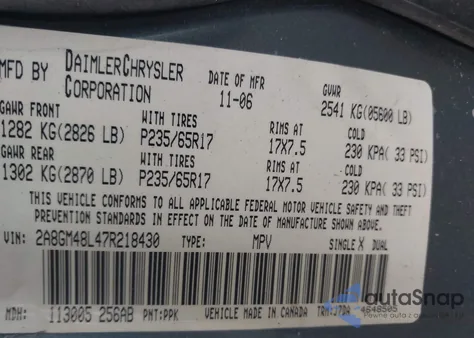 MFD BY DAIMLERCHRYSLER CORPORATION
DATE OF MFR 11-06
GVWR 2541 KG(05600 LB)
GAWR FRONT WITH TIRES RIMS AT COLD
1282 KG(2826 LB) P235/65R17 17X7.5 230 KPA( 33 PSI)
GAWR REAR WITH TIRES RIMS AT COLD
1302 KG(2870 LB) P235/65R17 17X7.5 230 KPA( 33 PSI)
THIS VEHICLE CONFORMS TO ALL APPLICABLE FEDERAL MOTOR VEHICLE SAFETY AND THEFT
PREVENTION STANDARDS IN EFFECT ON THE DATE OF MANUFACTURE SHOWN ABOVE.
VIN: 2A8GM48L47R218430 TYPE: MPV SINGLE X DUAL
MDH: 113005 256AB PNT:PPK VEHICLE MADE IN CANADA TRM:
4648505
autoSnap